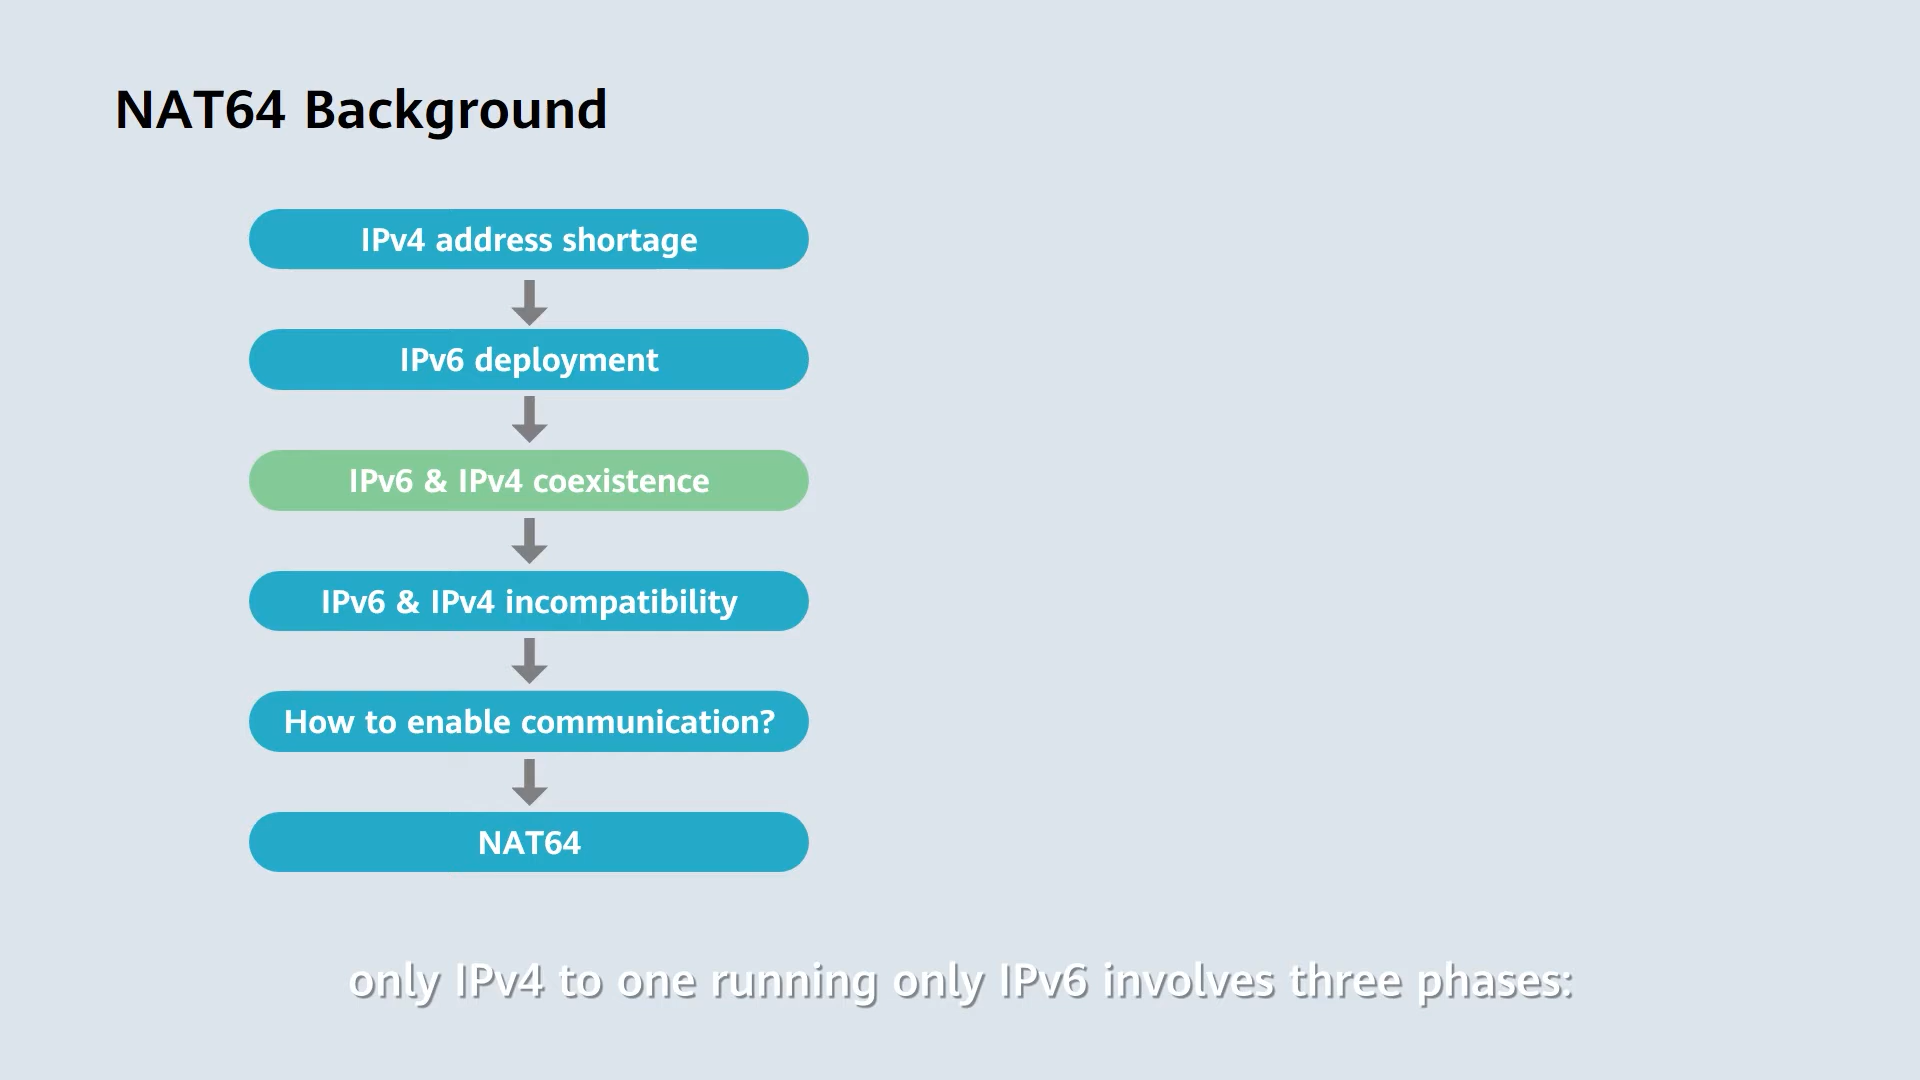 NAT64 Background
IPv4 address shortage
IPv6 deployment
IPv6 & IPv4 coexistence
IPv6 & IPv4 incompatibility
How to enable communication?
NAT64
only IPv4 to one running only IPv6 involves three phases: